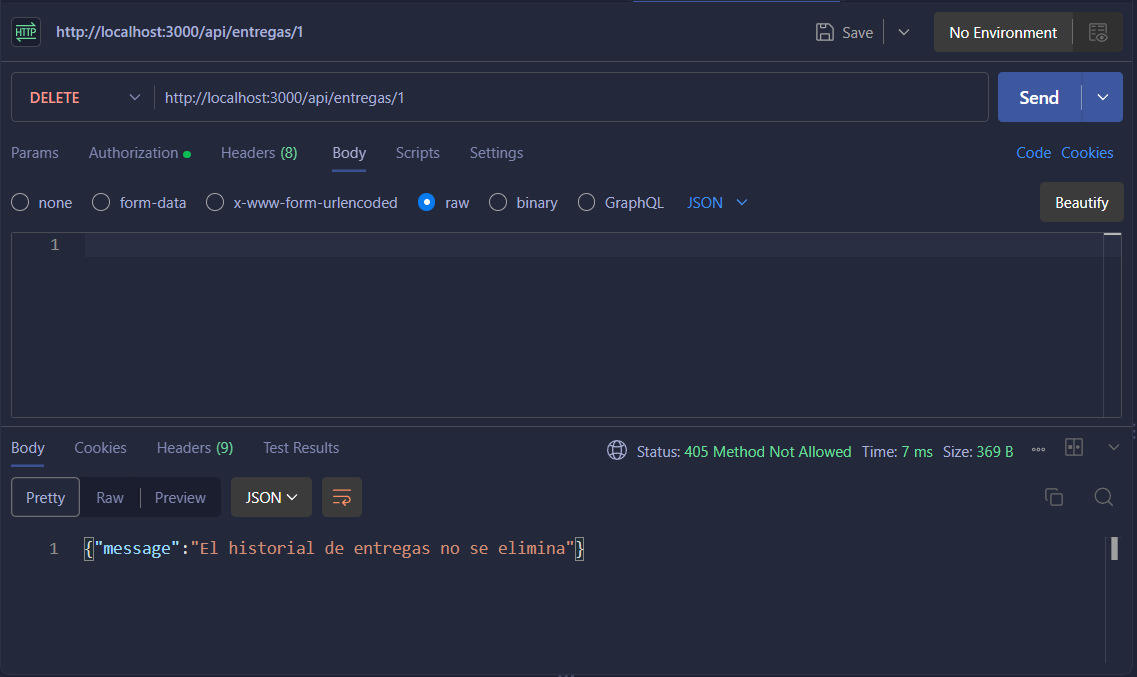 HTTP http://localhost:3000/api/entregas/1 Save No Environment
DELETE http://localhost:3000/api/entregas/1 Send
Params Authorization Headers (8) Body Scripts Settings Code Cookies
none form-data x-www-form-urlencoded raw binary GraphQL JSON Beautify
1
Body Cookies Headers (9) Test Results Status: 405 Method Not Allowed Time: 7 ms Size: 369 B
Pretty Raw Preview JSON
1 {"message":"El historial de entregas no se elimina"}